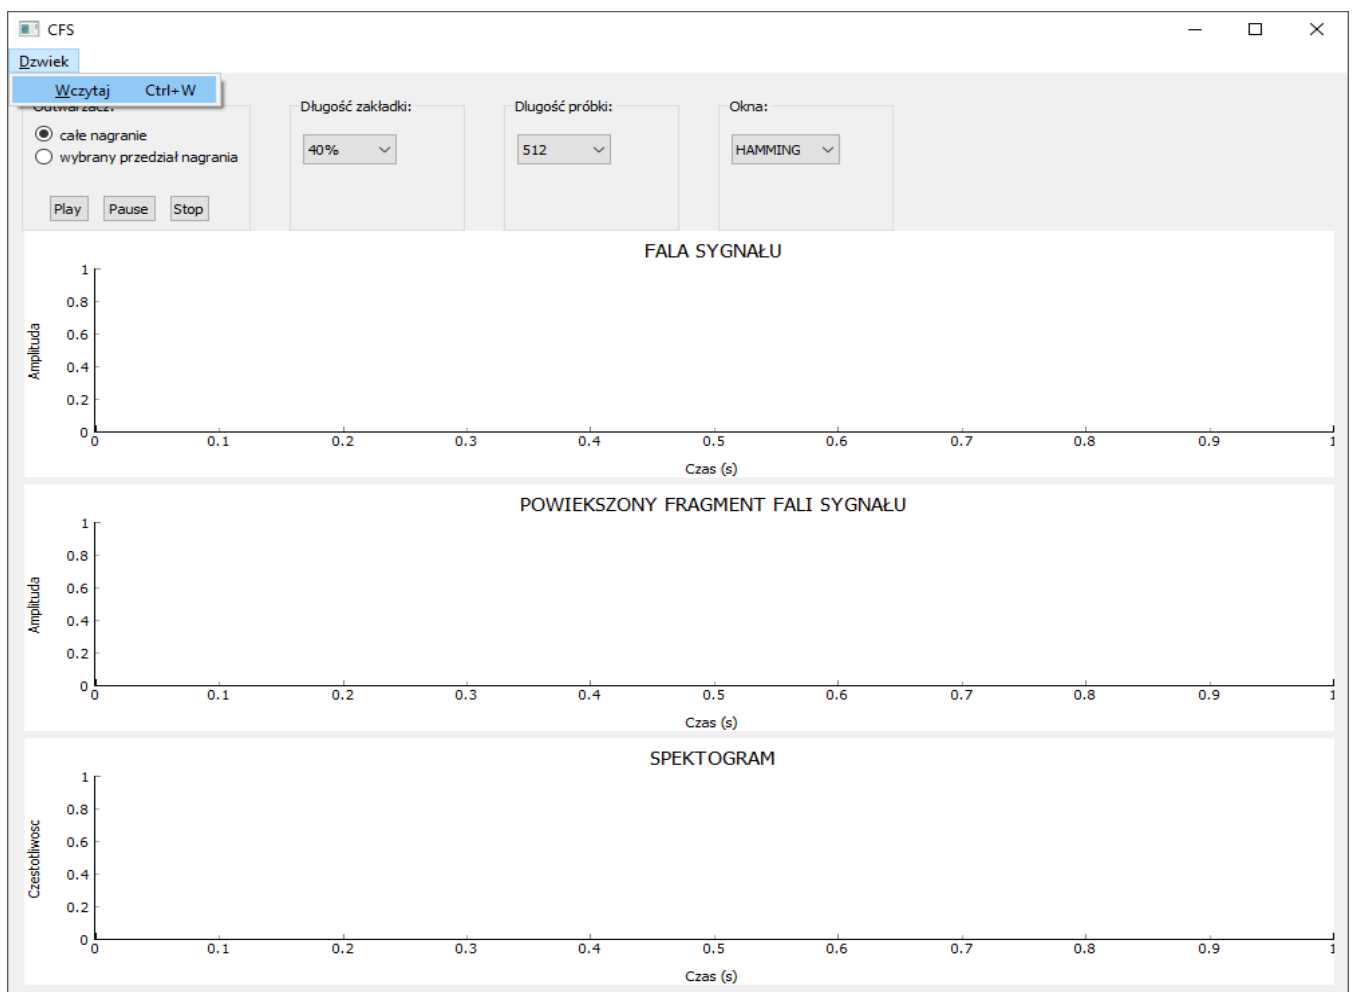 CFS
Dzwiek
Wczytaj Ctrl+W
Odtwarzacz: Długość zakładki: Dlugość próbki: Okna:
całe nagranie
wybrany przedział nagrania
40% 512 HAMMING
Play Pause Stop
FALA SYGNAŁU
1
0.8
0.6
0.4
0.2
0
Amplituda
0 0.1 0.2 0.3 0.4 0.5 0.6 0.7 0.8 0.9 1
Czas (s)
POWIEKSZONY FRAGMENT FALI SYGNAŁU
1
0.8
0.6
0.4
0.2
0
Amplituda
0 0.1 0.2 0.3 0.4 0.5 0.6 0.7 0.8 0.9 1
Czas (s)
SPEKTOGRAM
1
0.8
0.6
0.4
0.2
0
Czestotliwosc
0 0.1 0.2 0.3 0.4 0.5 0.6 0.7 0.8 0.9 1
Czas (s)